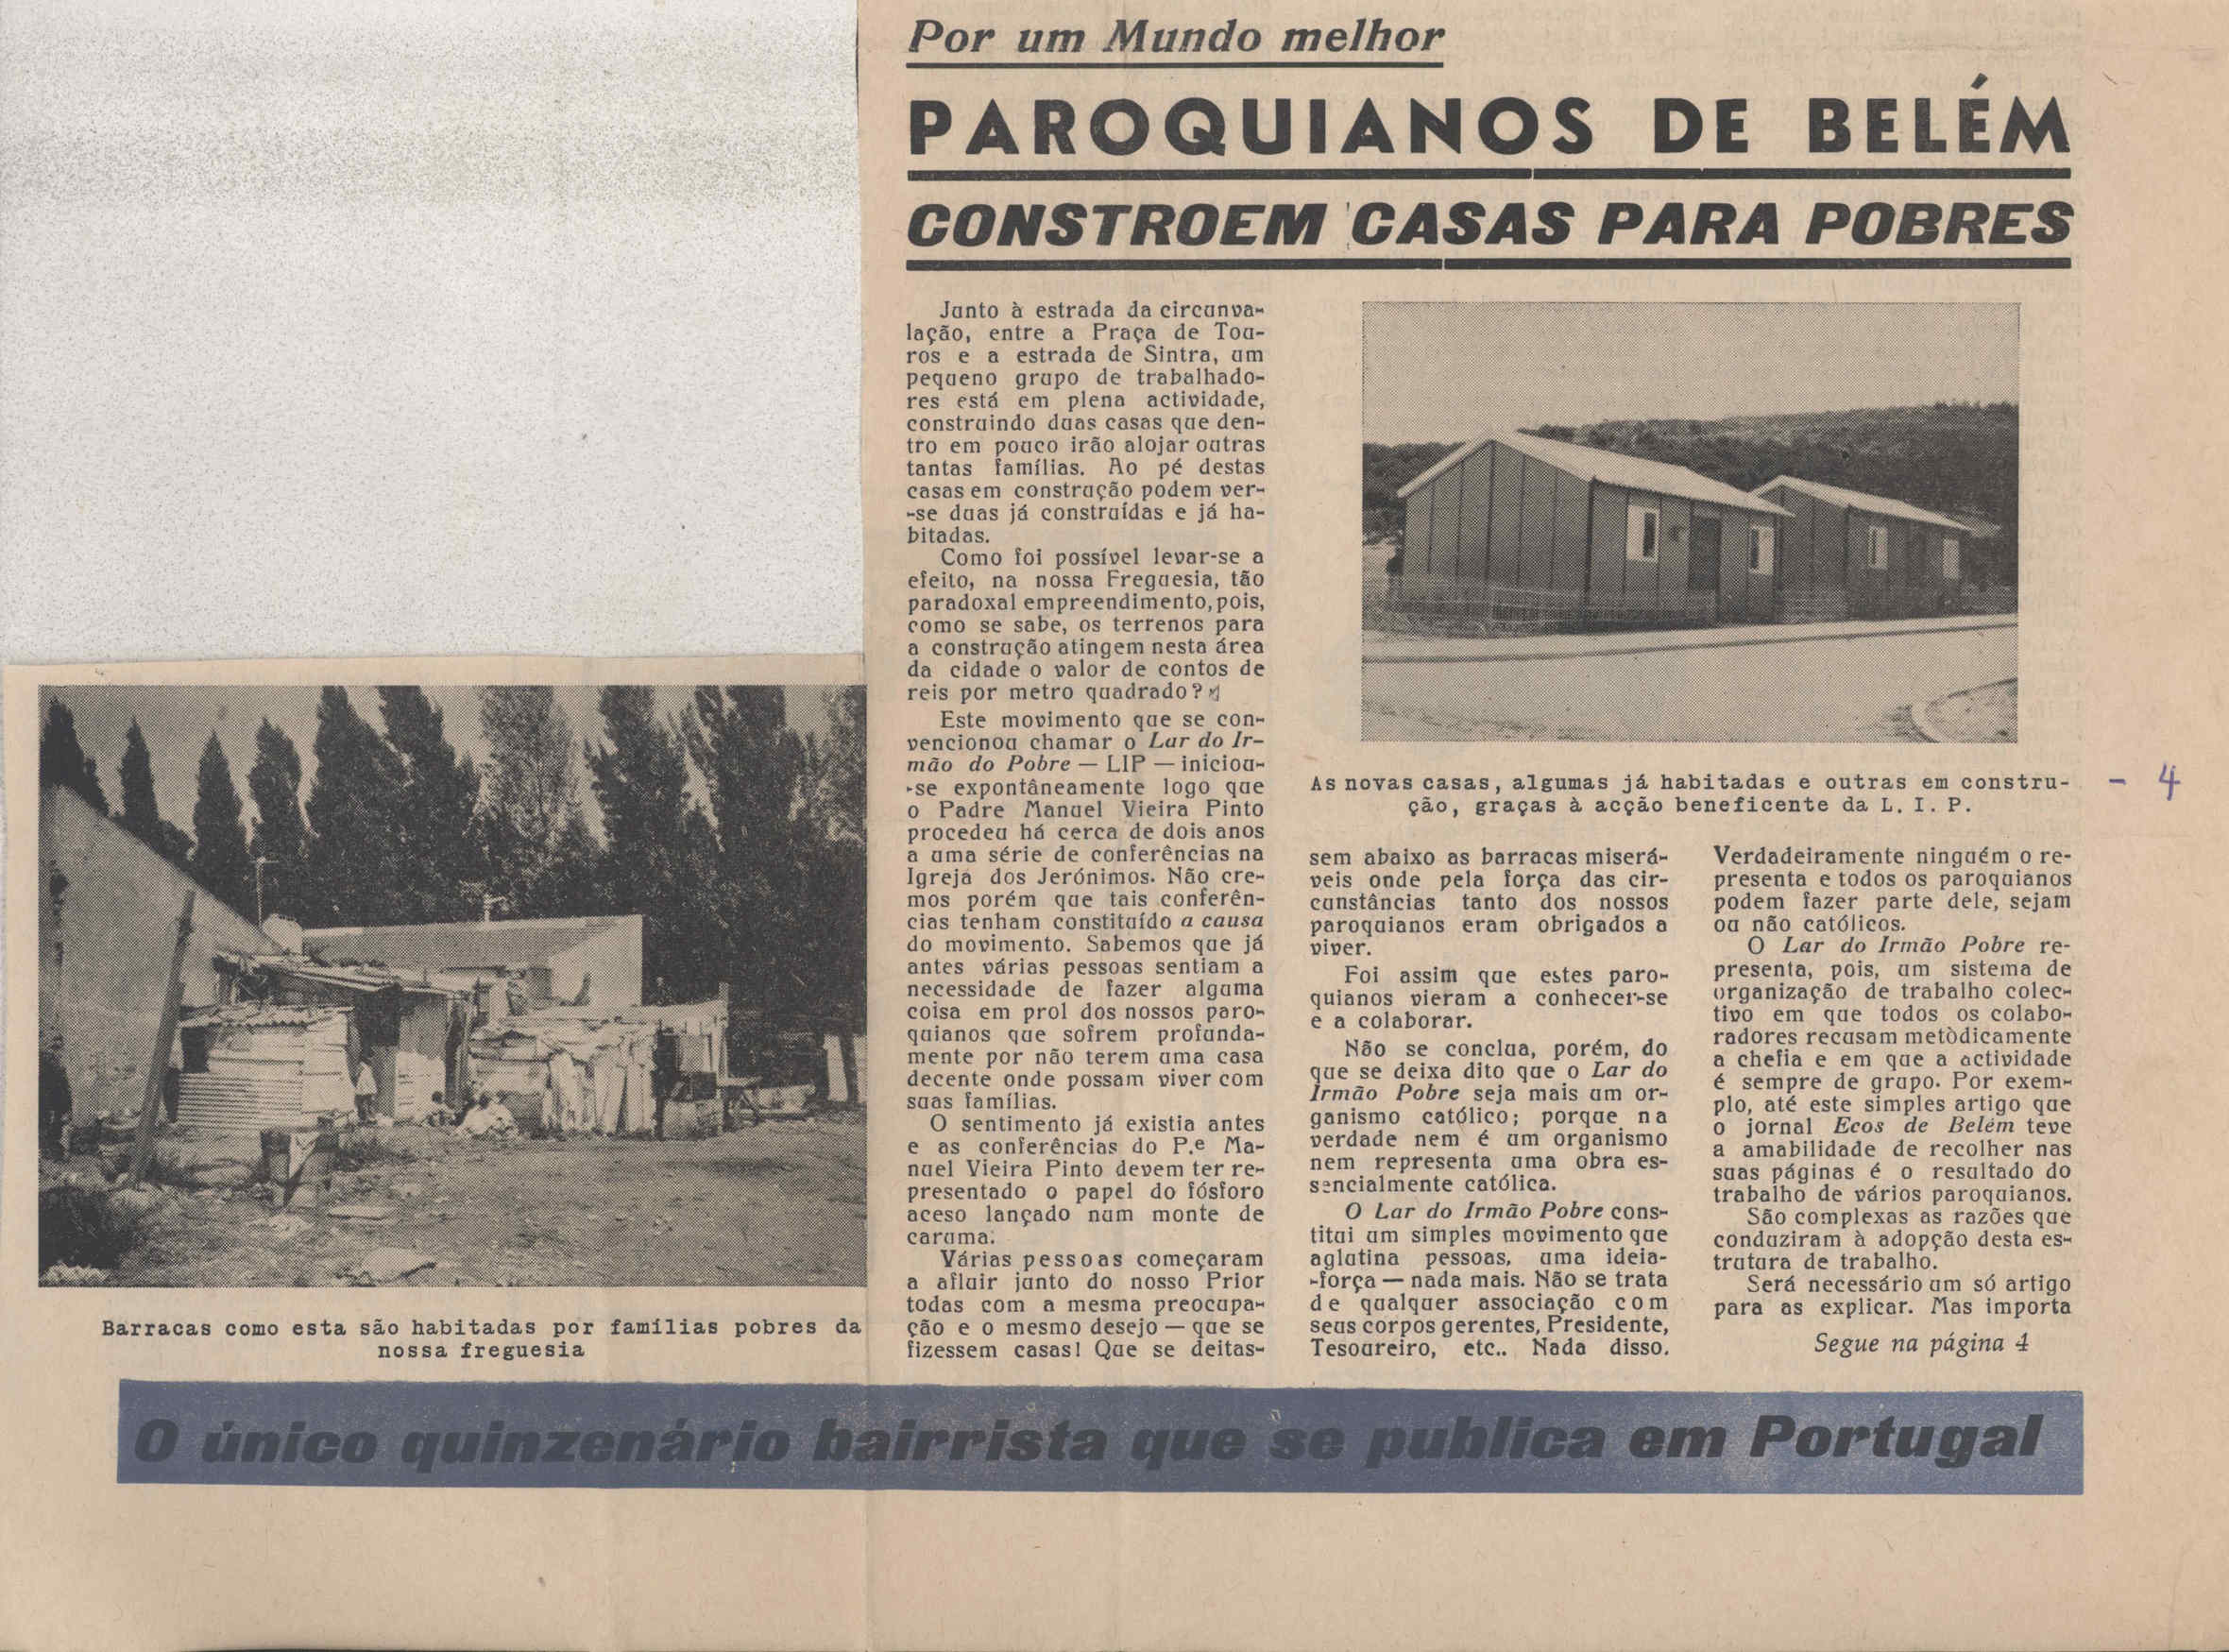 Por um Mundo melhor
PAROQUIANOS DE BELÉM
CONSTROEM CASAS PARA POBRES
Junto à estrada da circunva-
lação, entre a Praça de Tou-
ros e a estrada de Sintra, um
pequeno grupo de trabalhado-
res está em plena actividade,
construindo duas casas que den-
tro em pouco irão alojar outras
tantas famílias. Ao pé destas
casas em construção podem ver-
-se duas já construídas e já ha-
bitadas.
Como foi possível levar-se a
efeito, na nossa Freguesia, tão
paradoxal empreendimento, pois,
como se sabe, os terrenos para
a construção atingem nesta área
da cidade o valor de contos de
reis por metro quadrado?
Este movimento que se con-
vencionou chamar o Lar do Ir-
mão do Pobre — LIP — iniciou-
-se expontâneamente logo que
o Padre Manuel Vieira Pinto
procedeu há cerca de dois anos
a uma série de conferências na
Igreja dos Jerónimos. Não cre-
mos porém que tais conferên-
cias tenham constituído a causa
do movimento. Sabemos que já
antes várias pessoas sentiam a
necessidade de fazer alguma
coisa em prol dos nossos paro-
quianos que sofrem profunda-
mente por não terem uma casa
decente onde possam viver com
suas famílias.
O sentimento já existia antes
e as conferências do P.e Ma-
nuel Vieira Pinto devem ter re-
presentado o papel do fósforo
aceso lançado num monte de
caruma.
Várias pessoas começaram
a afluir junto do nosso Prior
todas com a mesma preocupa-
ção e o mesmo desejo — que se
fizessem casas! Que se deitas-
As novas casas, algumas já habitadas e outras em constru-
ção, graças à acção beneficente da L. I. P.
- 4
sem abaixo as barracas miserá-
veis onde pela força das cir-
cunstâncias tanto dos nossos
paroquianos eram obrigados a
viver.
Foi assim que estes paro-
quianos vieram a conhecer-se
e a colaborar.
Não se conclua, porém, do
que se deixa dito que o Lar do
Irmão Pobre seja mais um or-
ganismo católico; porque na
verdade nem é um organismo
nem representa uma obra es-
sencialmente católica.
O Lar do Irmão Pobre cons-
titui um simples movimento que
aglutina pessoas, uma ideia-
-força — nada mais. Não se trata
de qualquer associação com
seus corpos gerentes, Presidente,
Tesoureiro, etc.. Nada disso.
Verdadeiramente ninguém o re-
presenta e todos os paroquianos
podem fazer parte dele, sejam
ou não católicos.
O Lar do Irmão Pobre re-
presenta, pois, um sistema de
organização de trabalho colec-
tivo em que todos os colabo-
radores recusam metòdicamente
a chefia e em que a actividade
é sempre de grupo. Por exem-
plo, até este simples artigo que
o jornal Ecos de Belém teve
a amabilidade de recolher nas
suas páginas é o resultado do
trabalho de vários paroquianos.
São complexas as razões que
conduziram à adopção desta es-
trutura de trabalho.
Será necessário um só artigo
para as explicar. Mas importa
Segue na página 4
Barracas como esta são habitadas por famílias pobres da
nossa freguesia
O único quinzenário bairrista que se publica em Portugal